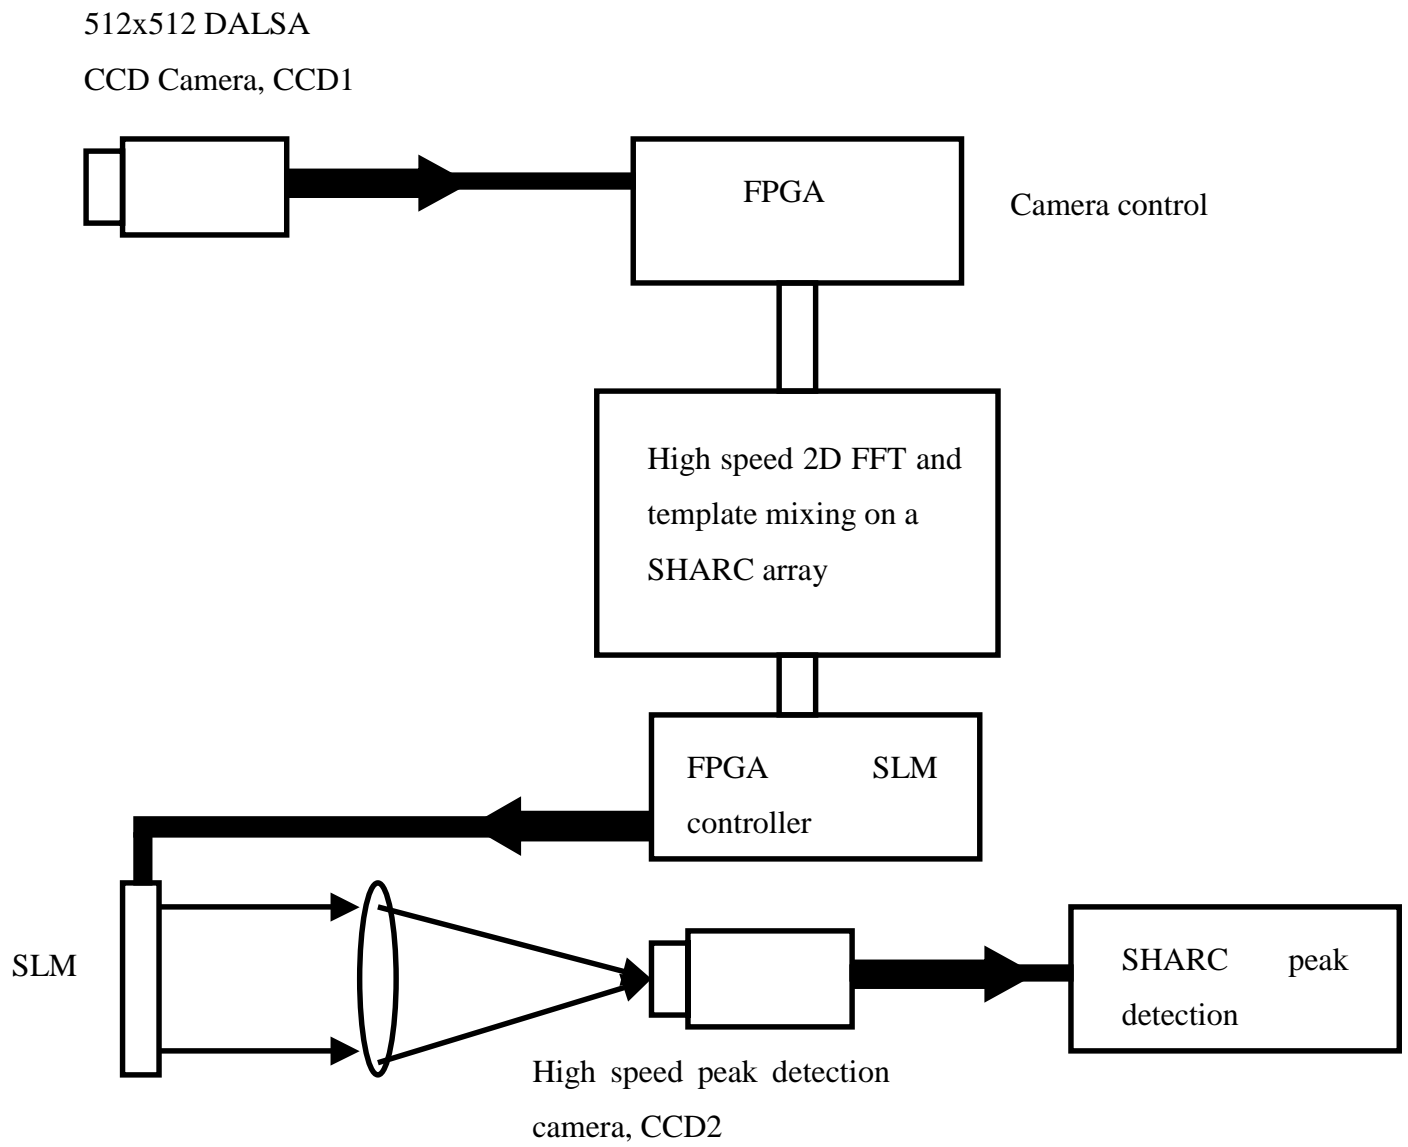 512x512 DALSA
CCD Camera, CCD1
FPGA
Camera control
High speed 2D FFT and
template mixing on a
SHARC array
FPGA SLM
controller
SLM
SHARC peak
detection
High speed peak detection
camera, CCD2